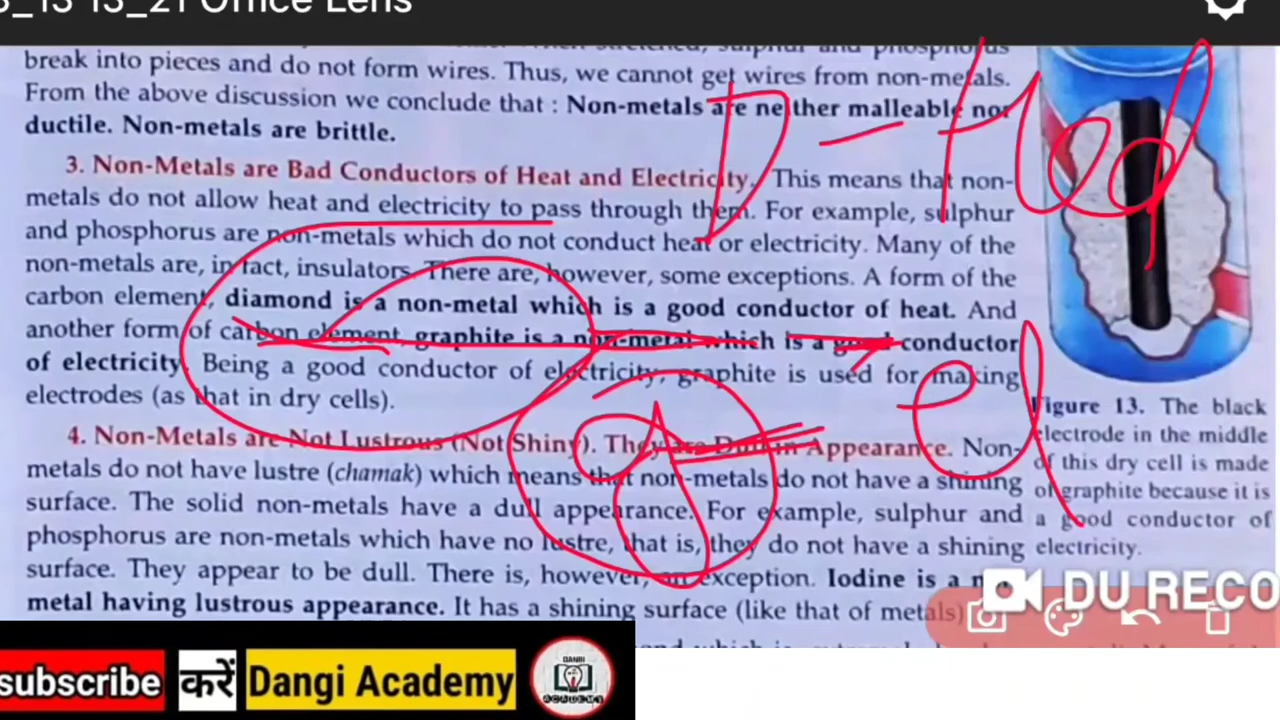 3_13 13_21 Office Lens
break into pieces and do not form wires. Thus, we cannot get wires from non-metals.
From the above discussion we conclude that : Non-metals are neither malleable nor
ductile. Non-metals are brittle.
3. Non-Metals are Bad Conductors of Heat and Electricity. This means that non-
metals do not allow heat and electricity to pass through them. For example, sulphur
and phosphorus are non-metals which do not conduct heat or electricity. Many of the
non-metals are, in fact, insulators. There are, however, some exceptions. A form of the
carbon element, diamond is a non-metal which is a good conductor of heat. And
another form of carbon element, graphite is a non-metal which is a good conductor
of electricity. Being a good conductor of electricity, graphite is used for making
electrodes (as that in dry cells).
4. Non-Metals are Not Lustrous (Not Shiny). They are Dull in Appearance. Non-
metals do not have lustre (chamak) which means that non-metals do not have a shining
surface. The solid non-metals have a dull appearance. For example, sulphur and
phosphorus are non-metals which have no lustre, that is, they do not have a shining
surface. They appear to be dull. There is, however, an exception. Iodine is a
metal having lustrous appearance. It has a shining surface (like that of metals)
Figure 13. The black
electrode in the middle
of this dry cell is made
of graphite because it is
a good conductor of
electricity.
D -
el
DU RECO
subscribe करें Dangi Academy
DANGI
ACADEMY